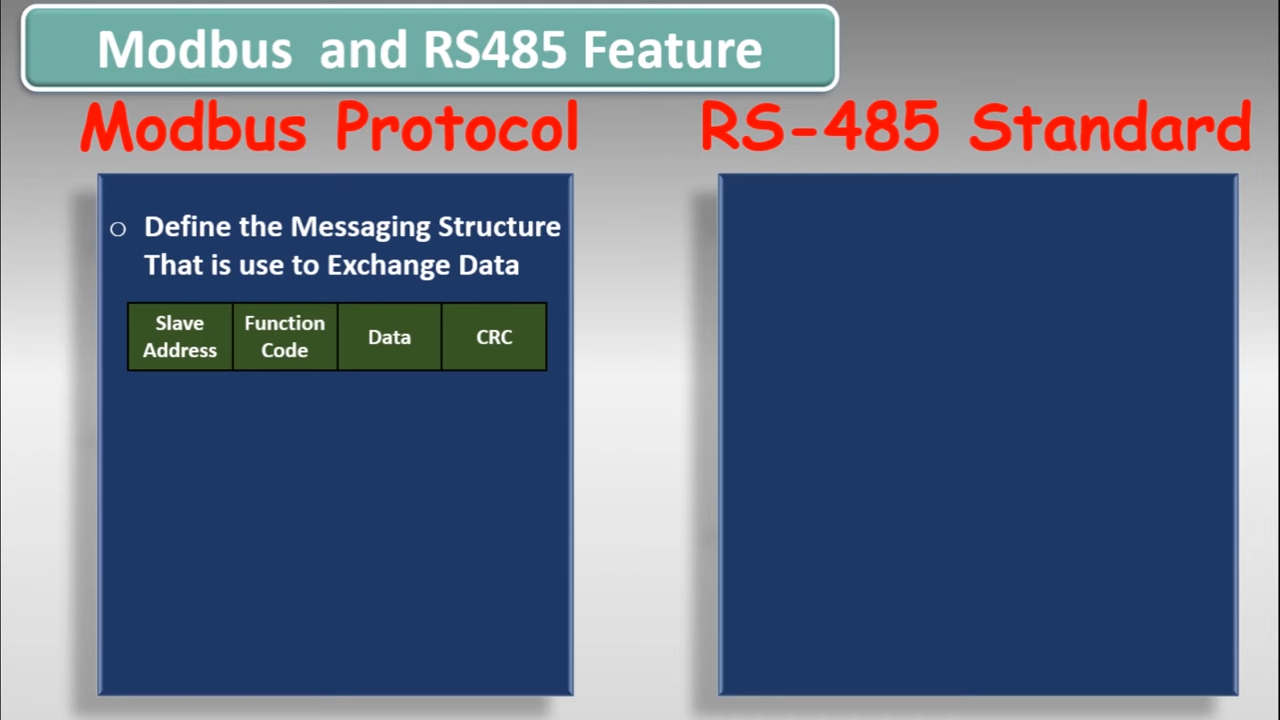 Modbus and RS485 Feature
Modbus Protocol
RS-485 Standard
○ Define the Messaging Structure
That is use to Exchange Data
Slave Address
Function Code
Data
CRC